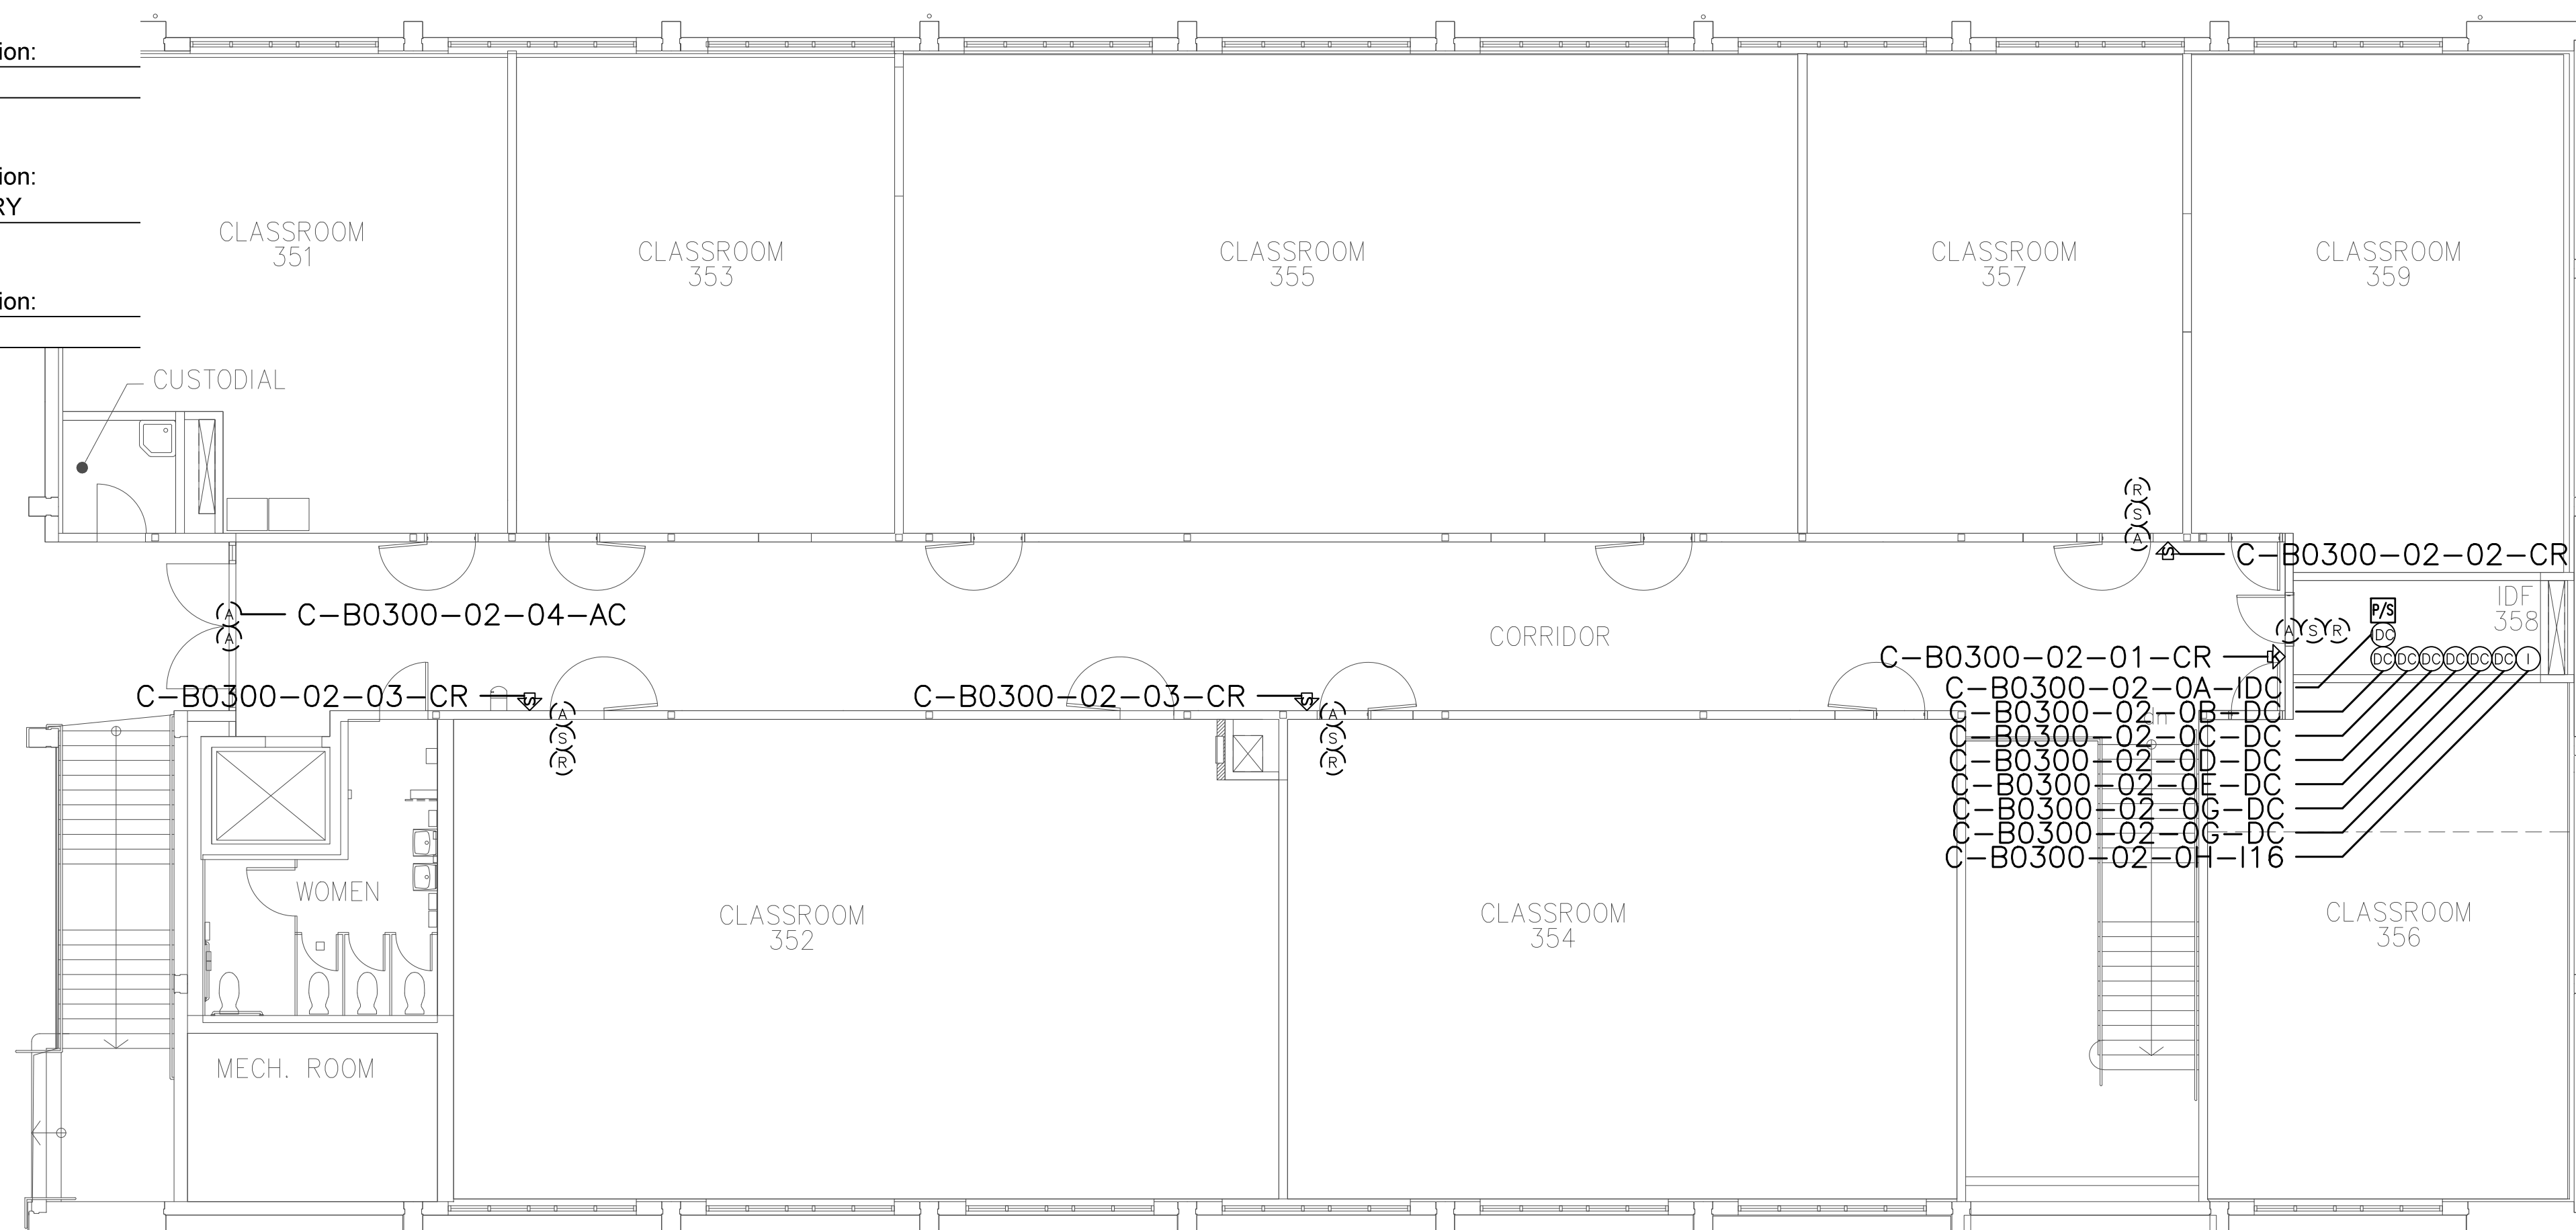 ion:
ion:
RY
ion:
CLASSROOM
351
CLASSROOM
353
CLASSROOM
355
CLASSROOM
357
CLASSROOM
359
CUSTODIAL
R
S
A
S
C-B0300-02-02-CR
A
A
C-B0300-02-04-AC
CORRIDOR
IDF
358
P/S
DC
A S R
DC DC DC DC DC DC I
C-B0300-02-01-CR
K
C-B0300-02-03-CR
S
C-B0300-02-03-CR
S
A
S
R
A
S
R
C-B0300-02-0A-IDC
C-B0300-02-0B-DC
dn
C-B0300-02-0C-DC
C-B0300-02-0D-DC
C-B0300-02-0E-DC
C-B0300-02-0G-DC
C-B0300-02-0G-DC
C-B0300-02-0H-I16
WOMEN
CLASSROOM
352
CLASSROOM
354
CLASSROOM
356
MECH. ROOM